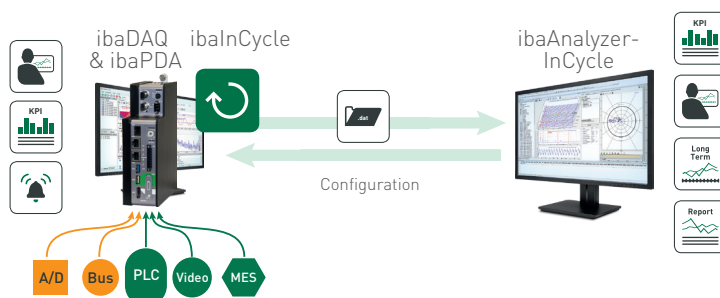 ibaDAQ
& ibaPDA
ibaInCycle
ibaAnalyzer-
InCycle
KPI
KPI
.dat
Configuration
Long
Term
Report
A/D
Bus
PLC
Video
MES